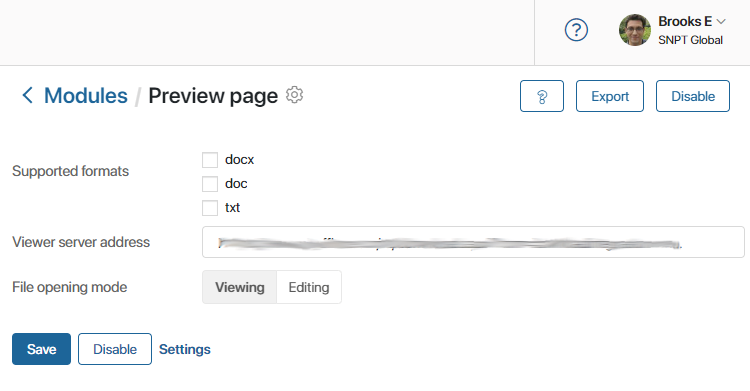 Brooks E
SNPT Global
Modules / Preview page
Export
Disable
Supported formats
docx
doc
txt
Viewer server address
File opening mode
Viewing
Editing
Save
Disable
Settings